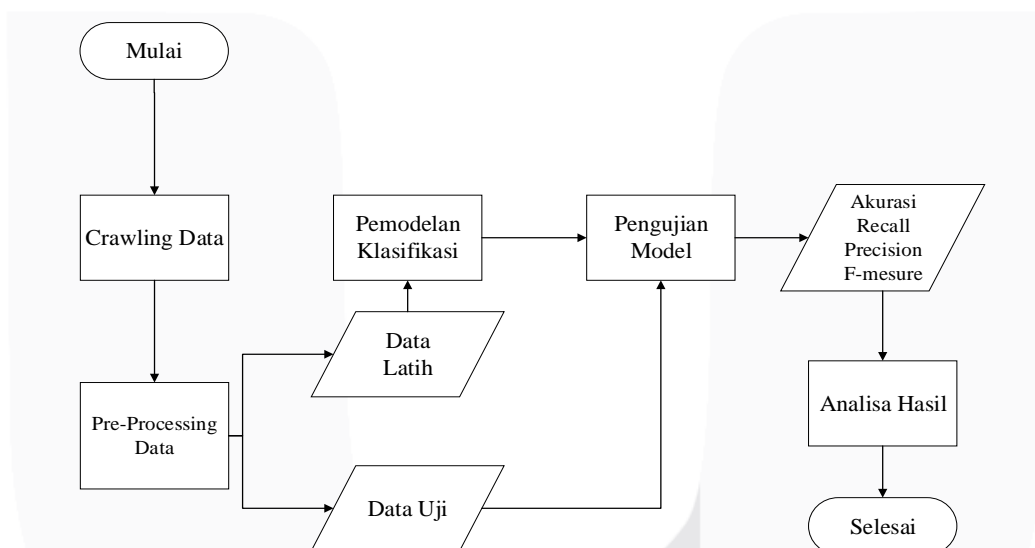 Mulai
Crawling Data
Pre-Processing
Data
Data
Latih
Data Uji
Pemodelan
Klasifikasi
Pengujian
Model
Akurasi
Recall
Precision
F-mesure
Analisa Hasil
Selesai